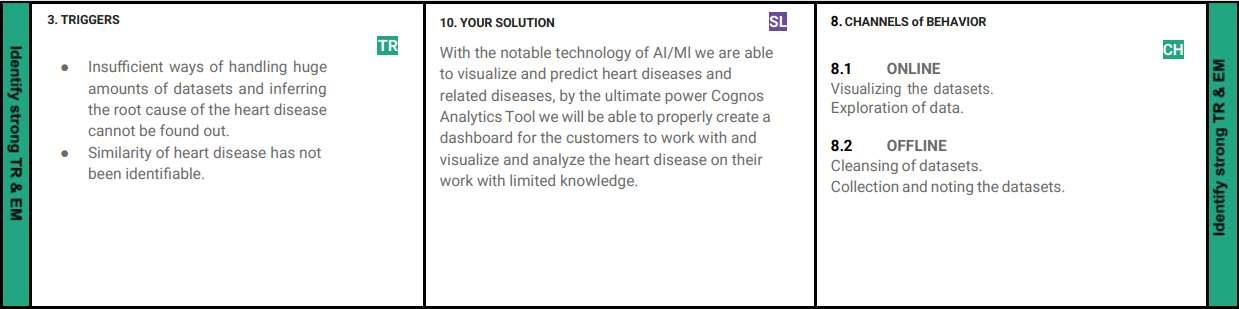 Identify strong TR & EM
3. TRIGGERS
TR
● Insufficient ways of handling huge
amounts of datasets and inferring
the root cause of the heart disease
cannot be found out.
● Similarity of heart disease has not
been identifiable.
10. YOUR SOLUTION
SL
With the notable technology of AI/Ml we are able
to visualize and predict heart diseases and
related diseases, by the ultimate power Cognos
Analytics Tool we will be able to properly create a
dashboard for the customers to work with and
visualize and analyze the heart disease on their
work with limited knowledge.
8. CHANNELS of BEHAVIOR
CH
8.1 ONLINE
Visualizing the datasets.
Exploration of data.
8.2 OFFLINE
Cleansing of datasets.
Collection and noting the datasets.
Identify strong TR & EM